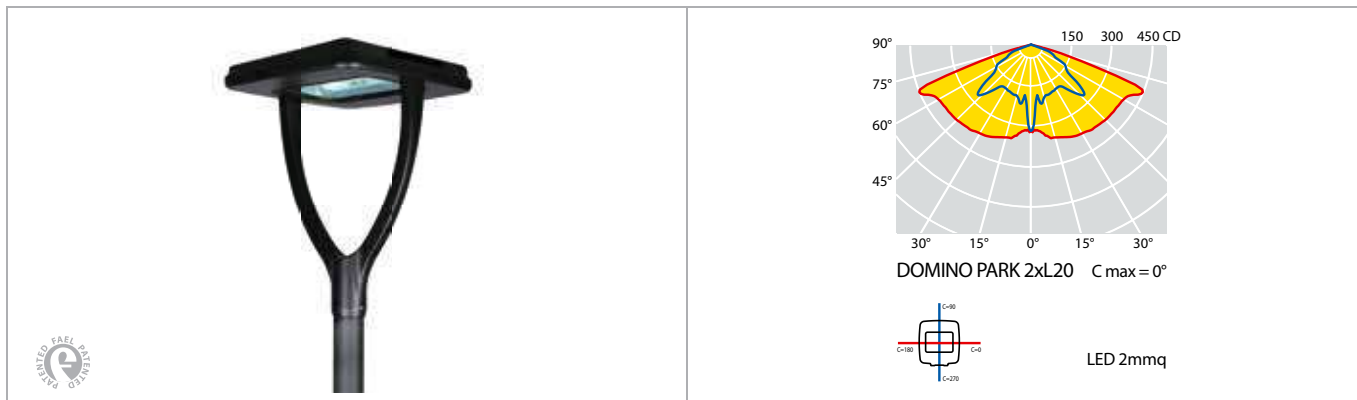 PATENTED FAEL PATENTED
150 300 450 CD
90°
75°
60°
45°
30° 15° 0° 15° 30°
DOMINO PARK 2xL20 C max = 0°
C=90
C=180 C=0
C=270
LED 2mmq